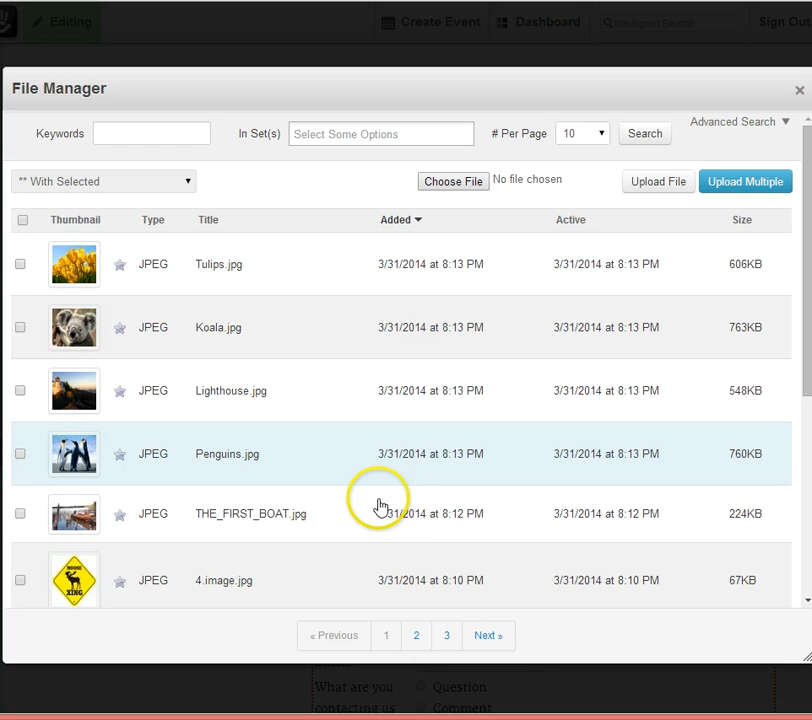 Editing Create Event Dashboard Intelligent Search Sign Out
File Manager ×
Advanced Search ▼
Keywords In Set(s) Select Some Options # Per Page 10 Search
** With Selected Choose File No file chosen Upload File Upload Multiple
Thumbnail Type Title Added Active Size
JPEG Tulips.jpg 3/31/2014 at 8:13 PM 3/31/2014 at 8:13 PM 606KB
JPEG Koala.jpg 3/31/2014 at 8:13 PM 3/31/2014 at 8:13 PM 763KB
JPEG Lighthouse.jpg 3/31/2014 at 8:13 PM 3/31/2014 at 8:13 PM 548KB
JPEG Penguins.jpg 3/31/2014 at 8:13 PM 3/31/2014 at 8:13 PM 760KB
JPEG THE_FIRST_BOAT.jpg 3/31/2014 at 8:12 PM 3/31/2014 at 8:12 PM 224KB
MOOSE
XING
JPEG 4.image.jpg 3/31/2014 at 8:10 PM 3/31/2014 at 8:10 PM 67KB
« Previous 1 2 3 Next »
What are you Question
contacting us Comment